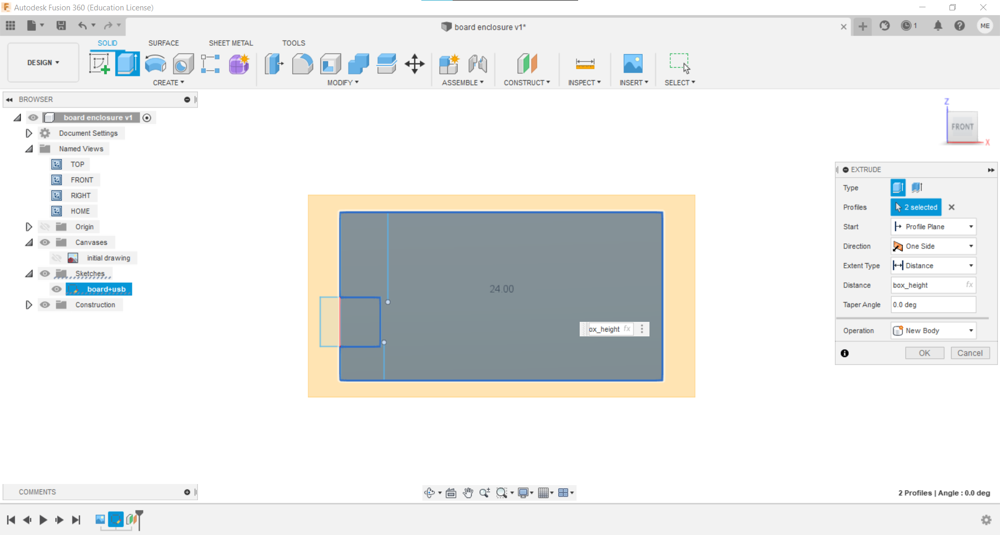 Autodesk Fusion 360 (Education License)
board enclosure v1*
1
ME
DESIGN
SOLID
SURFACE
SHEET METAL
TOOLS
CREATE
MODIFY
ASSEMBLE
CONSTRUCT
INSPECT
INSERT
SELECT
BROWSER
board enclosure v1
Document Settings
Named Views
TOP
FRONT
RIGHT
HOME
Origin
Canvases
initial drawing
Sketches
board+usb
Construction
Z
FRONT
X
24.00
ox_height fx
EXTRUDE
Type
Profiles 2 selected
Start Profile Plane
Direction One Side
Extent Type Distance
Distance box_height fx
Taper Angle 0.0 deg
Operation New Body
OK Cancel
COMMENTS
2 Profiles | Angle : 0.0 deg